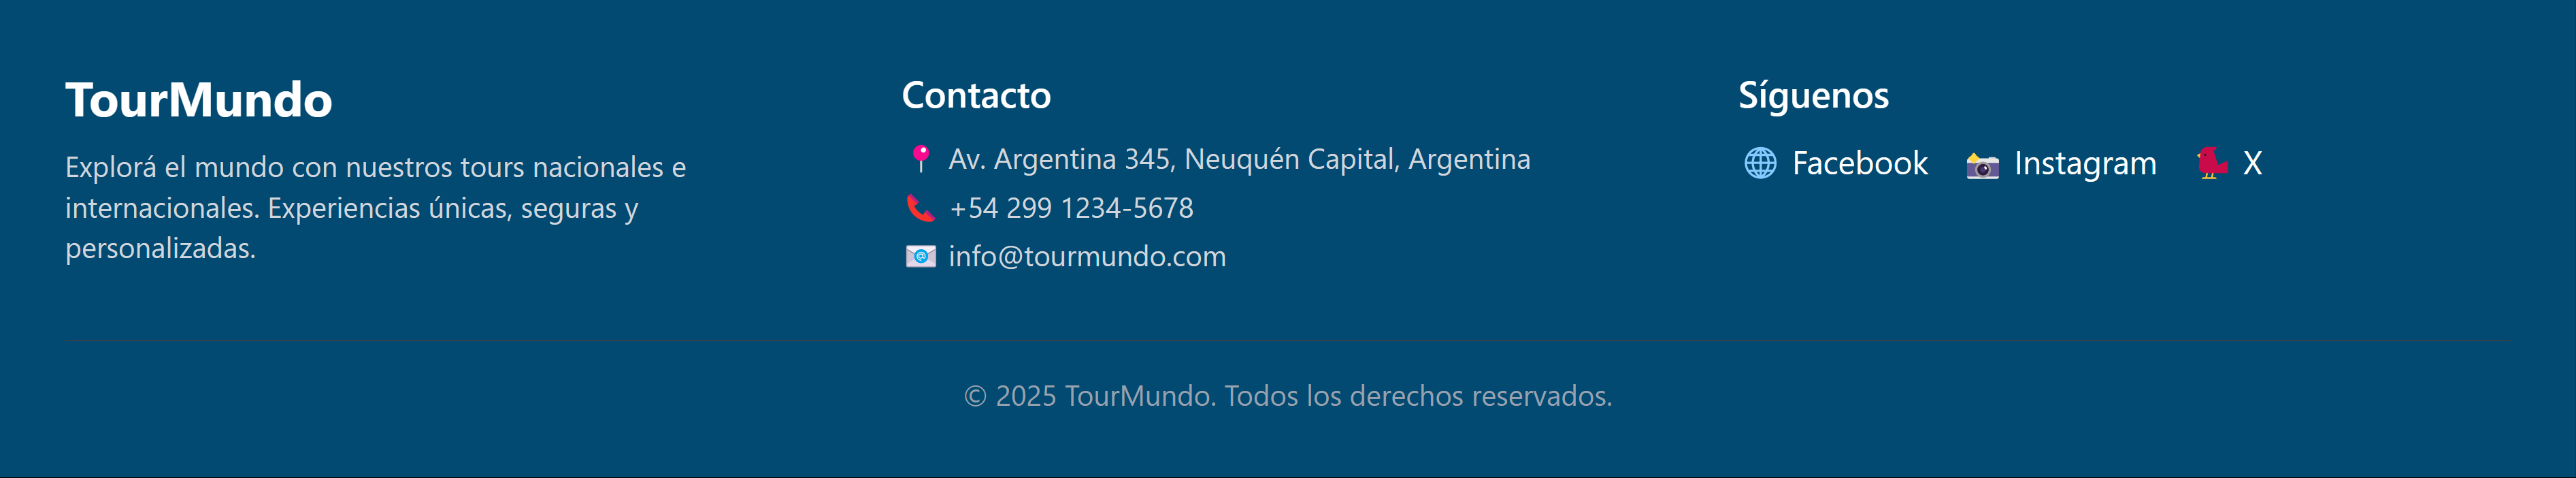 TourMundo
Explorá el mundo con nuestros tours nacionales e
internacionales. Experiencias únicas, seguras y
personalizadas.
Contacto
Av. Argentina 345, Neuquén Capital, Argentina
+54 299 1234-5678
info@tourmundo.com
Síguenos
Facebook Instagram X
© 2025 TourMundo. Todos los derechos reservados.